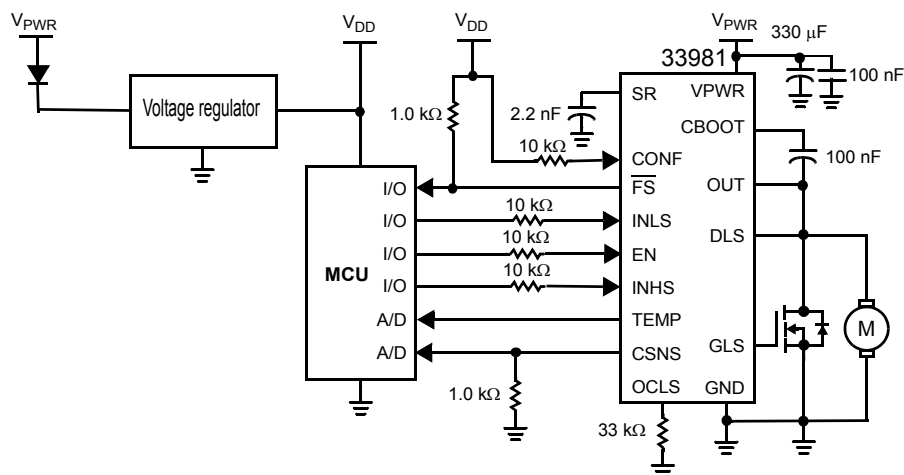 VPWR
VDD
VDD
VPWR
330 μF
33981
100 nF
Voltage regulator
1.0 kΩ
2.2 nF
SR
VPWR
CBOOT
10 kΩ
CONF
100 nF
I/O
FS
OUT
I/O
10 kΩ
INLS
DLS
I/O
10 kΩ
EN
MCU
I/O
10 kΩ
INHS
A/D
TEMP
M
A/D
CSNS
GLS
1.0 kΩ
OCLS
GND
33 kΩ